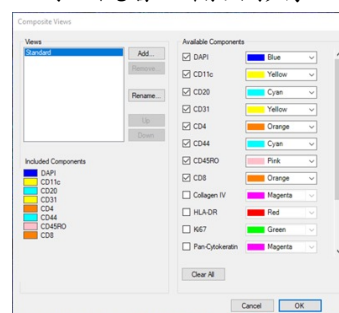 Composite Views
Views
Standard
Add...
Remove...
Rename...
Up
Down
Included Components
DAPI
CD11c
CD20
CD31
CD4
CD44
CD45RO
CD8
Available Components
DAPI Blue
CD11c Yellow
CD20 Cyan
CD31 Yellow
CD4 Orange
CD44 Cyan
CD45RO Pink
CD8 Orange
Collagen IV Magenta
HLA-DR Red
Ki67 Green
Pan-Cytokeratin Magenta
Clear All
Cancel
OK